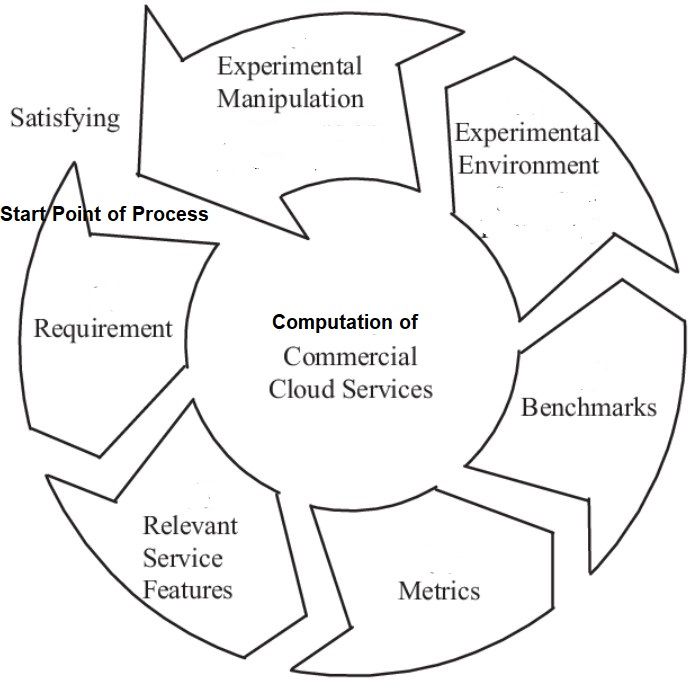 Experimental
Manipulation
Satisfying
Experimental
Environment
Start Point of Process
Requirement
Computation of
Commercial
Cloud Services
Benchmarks
Relevant
Service
Features
Metrics